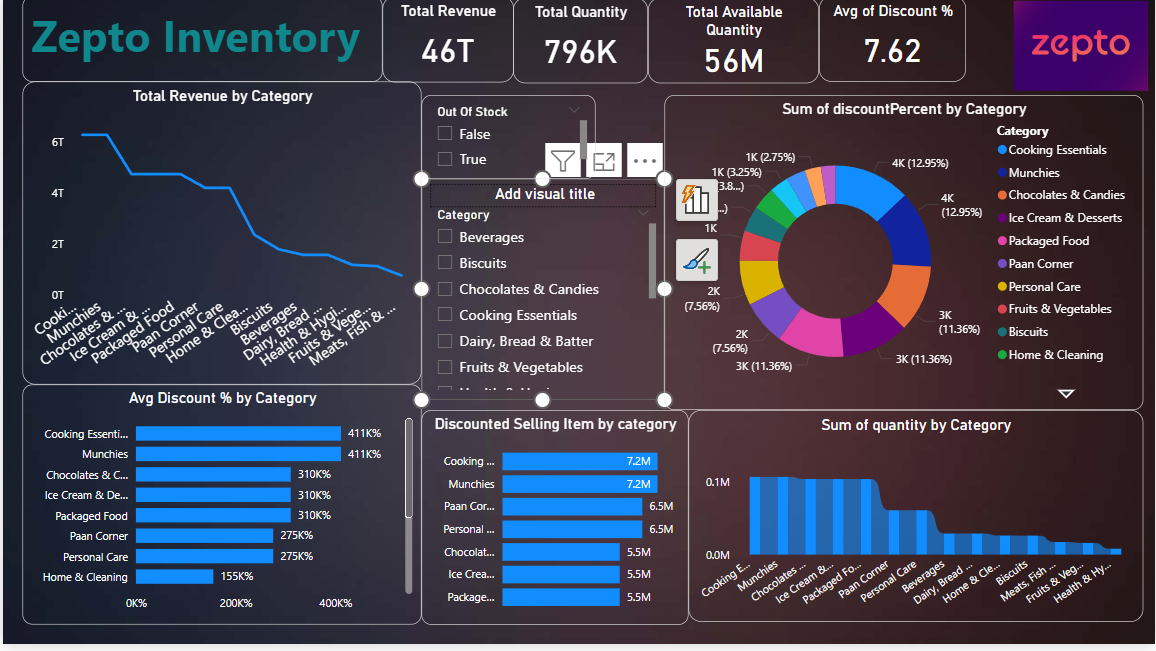 Zepto Inventory
Total Revenue
46T
Total Quantity
796K
Total Available
Quantity
56M
Avg of Discount %
7.62
zepto
Total Revenue by Category
6T
4T
2T
0T
Cooki...
Munchies
Chocolates & ...
Ice Cream & ...
Packaged Food
Paan Corner
Personal Care
Home & Clea...
Biscuits
Beverages
Dairy, Bread ...
Health & Hygi...
Fruits & Vege...
Meats, Fish & ...
Out Of Stock
False
True
Add visual title
Category
Beverages
Biscuits
Chocolates & Candies
Cooking Essentials
Dairy, Bread & Batter
Fruits & Vegetables
Sum of discountPercent by Category
4K (12.95%)
4K
(12.95%)
3K
(11.36%)
3K (11.36%)
3K (11.36%)
2K
(7.56%)
2K
(7.56%)
1K
...)
(3.8...)
1K (3.25%)
1K (2.75%)
Category
Cooking Essentials
Munchies
Chocolates & Candies
Ice Cream & Desserts
Packaged Food
Paan Corner
Personal Care
Fruits & Vegetables
Biscuits
Home & Cleaning
Avg Discount % by Category
Cooking Essenti... 411K%
Munchies 411K%
Chocolates & C... 310K%
Ice Cream & De... 310K%
Packaged Food 310K%
Paan Corner 275K%
Personal Care 275K%
Home & Cleaning 155K%
0K% 200K% 400K%
Discounted Selling Item by category
Cooking ... 7.2M
Munchies 7.2M
Paan Cor... 6.5M
Personal ... 6.5M
Chocolat... 5.5M
Ice Crea... 5.5M
Package... 5.5M
Sum of quantity by Category
0.1M
0.0M
Cooking E...
Munchies
Chocolates ...
Ice Cream &...
Packaged Fo...
Paan Corner
Personal Care
Beverages
Dairy, Bread ...
Home & Cle...
Biscuits
Meats, Fish ...
Fruits & Veg...
Health & Hy...